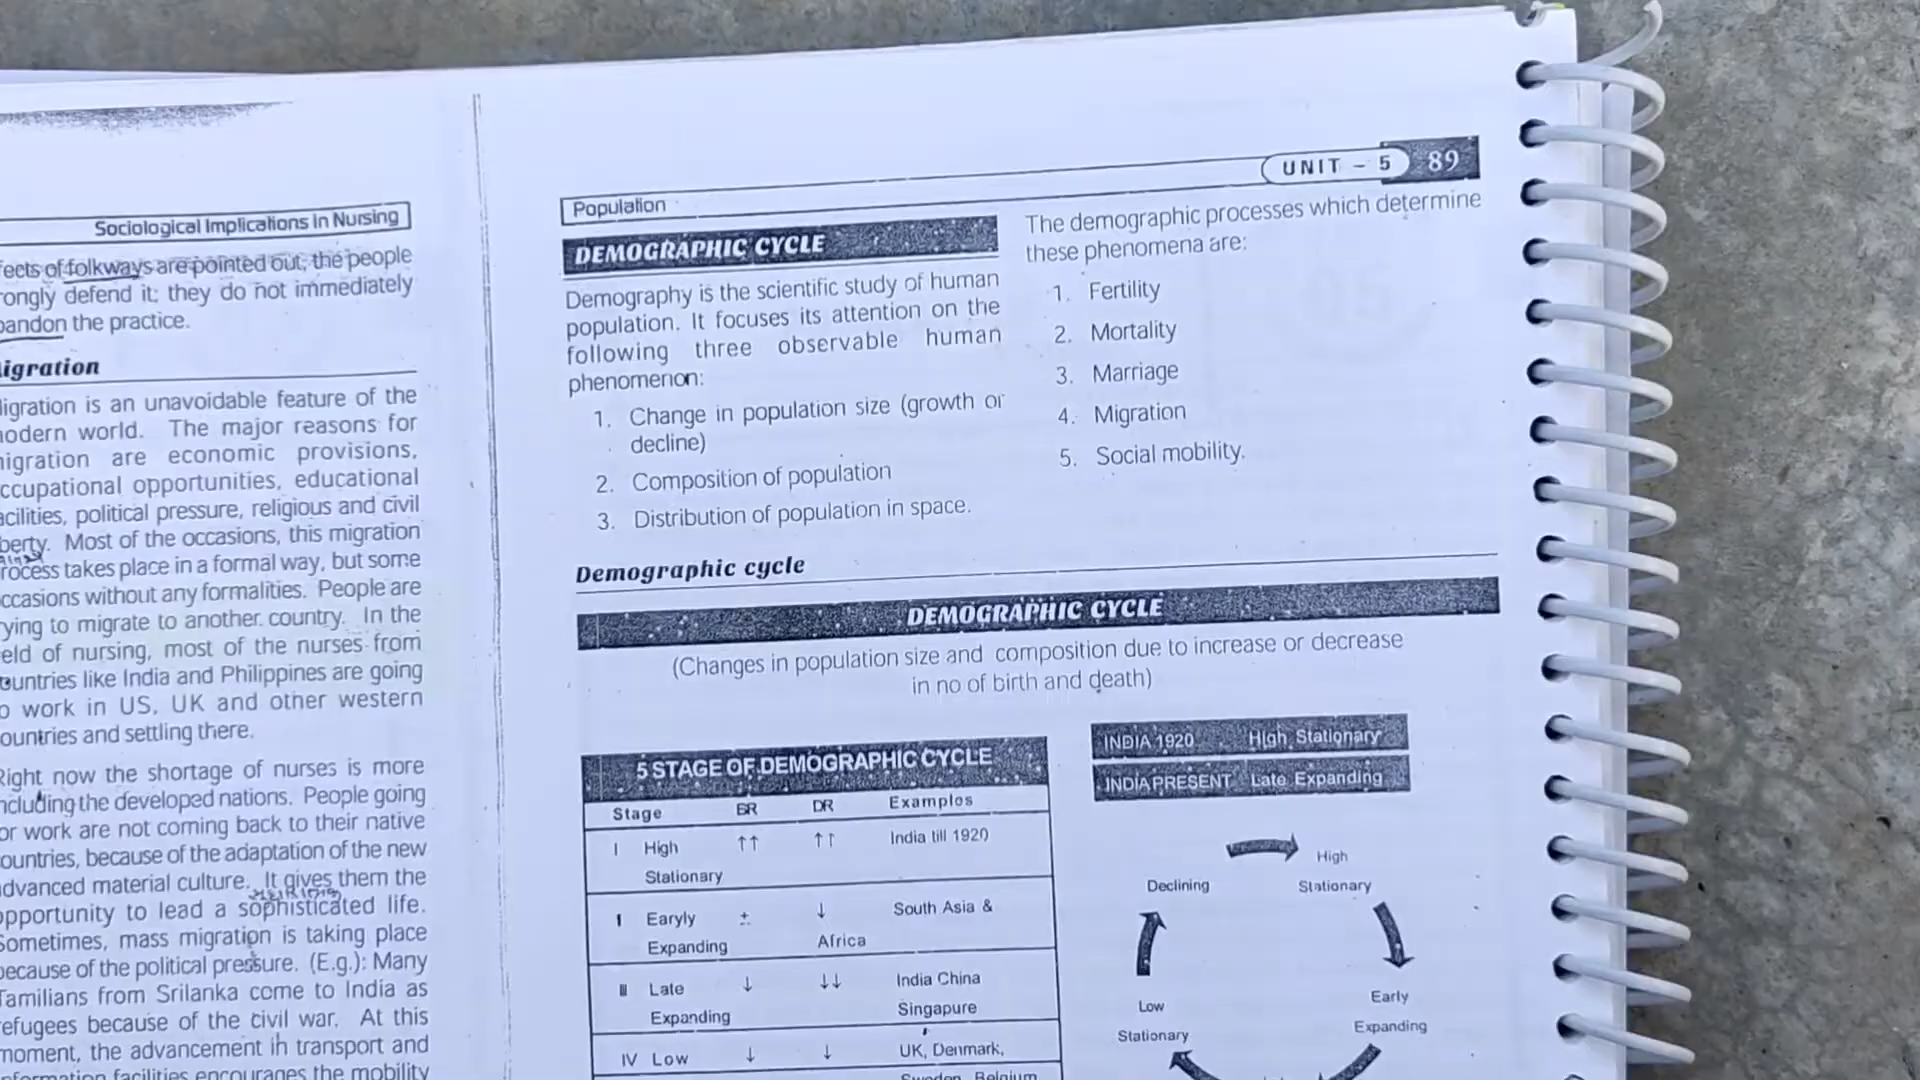 Sociological Implications in Nursing
fects of folkways are pointed out, the people
rongly defend it; they do not immediately
bandon the practice.
igration
igration is an unavoidable feature of the
nodern world. The major reasons for
nigration are economic provisions,
ccupational opportunities, educational
acilities, political pressure, religious and civil
berty. Most of the occasions, this migration
rocess takes place in a formal way, but some
ccasions without any formalities. People are
rying to migrate to another country. In the
eld of nursing, most of the nurses from
ountries like India and Philippines are going
o work in US, UK and other western
ountries and settling there.
Right now the shortage of nurses is more
ncluding the developed nations. People going
or work are not coming back to their native
ountries, because of the adaptation of the new
advanced material culture. It gives them the
opportunity to lead a sophisticated life.
Sometimes, mass migration is taking place
because of the political pressure. (E.g.): Many
Tamilians from Srilanka come to India as
refugees because of the civil war. At this
moment, the advancement in transport and
information facilities encourages the mobility
UNIT - 5 89
Population
DEMOGRAPHIC CYCLE
Demography is the scientific study of human
population. It focuses its attention on the
following three observable human
phenomenon:
1. Change in population size (growth or
decline)
2. Composition of population
3. Distribution of population in space.
The demographic processes which determine
these phenomena are:
1. Fertility
2. Mortality
3. Marriage
4. Migration
5. Social mobility.
Demographic cycle
DEMOGRAPHIC CYCLE
(Changes in population size and composition due to increase or decrease
in no of birth and death)
5 STAGE OF DEMOGRAPHIC CYCLE
Stage BR DR Examples
I High ↑↑ ↑↑ India till 1920
Stationary
I Earyly ± ↓ South Asia &
Expanding Africa
III Late ↓ ↓↓ India China
Expanding Singapure
IV Low ↓ ↓ UK, Denmark,
Sweden, Belgium
INDIA 1920 High Stationary
INDIA PRESENT Late Expanding
High
Stationary
Early
Expanding
Low
Stationary
Declining